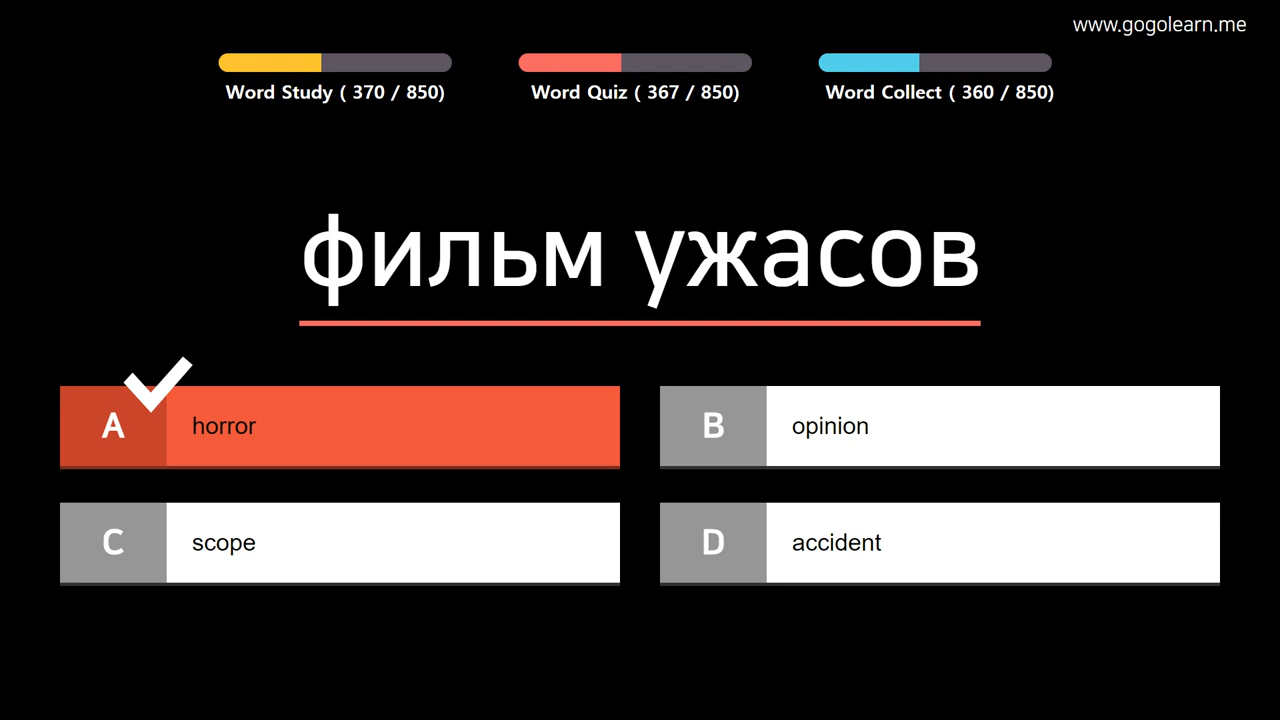 www.gogolearn.me
Word Study ( 370 / 850)
Word Quiz ( 367 / 850)
Word Collect ( 360 / 850)
фильм ужасов
A horror
B opinion
C scope
D accident